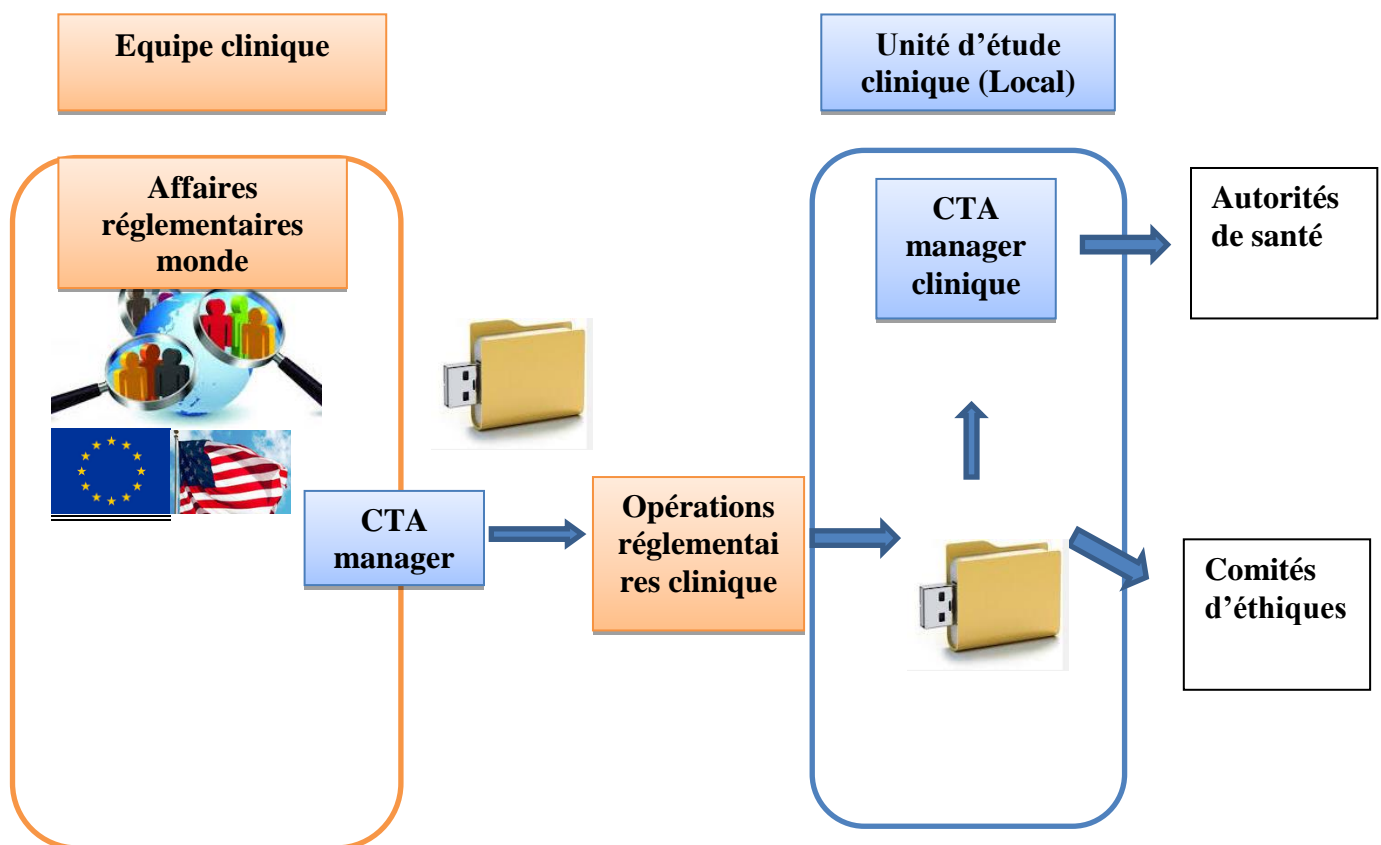 Equipe clinique
Unité d'étude
clinique (Local)
Affaires
réglementaires
monde
CTA
manager
Opérations
réglementai
res clinique
CTA
manager
clinique
Autorités
de santé
Comités
d'éthiques